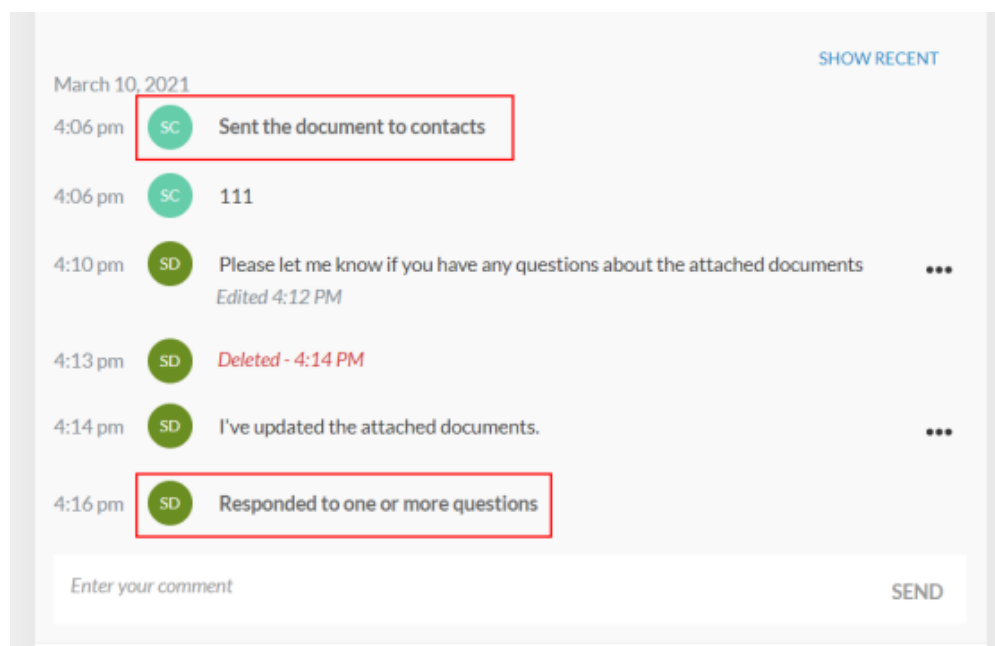 SHOW RECENT
March 10, 2021
4:06 pm SC Sent the document to contacts
4:06 pm SC 111
4:10 pm SD Please let me know if you have any questions about the attached documents
Edited 4:12 PM
4:13 pm SD Deleted - 4:14 PM
4:14 pm SD I've updated the attached documents.
4:16 pm SD Responded to one or more questions
Enter your comment SEND